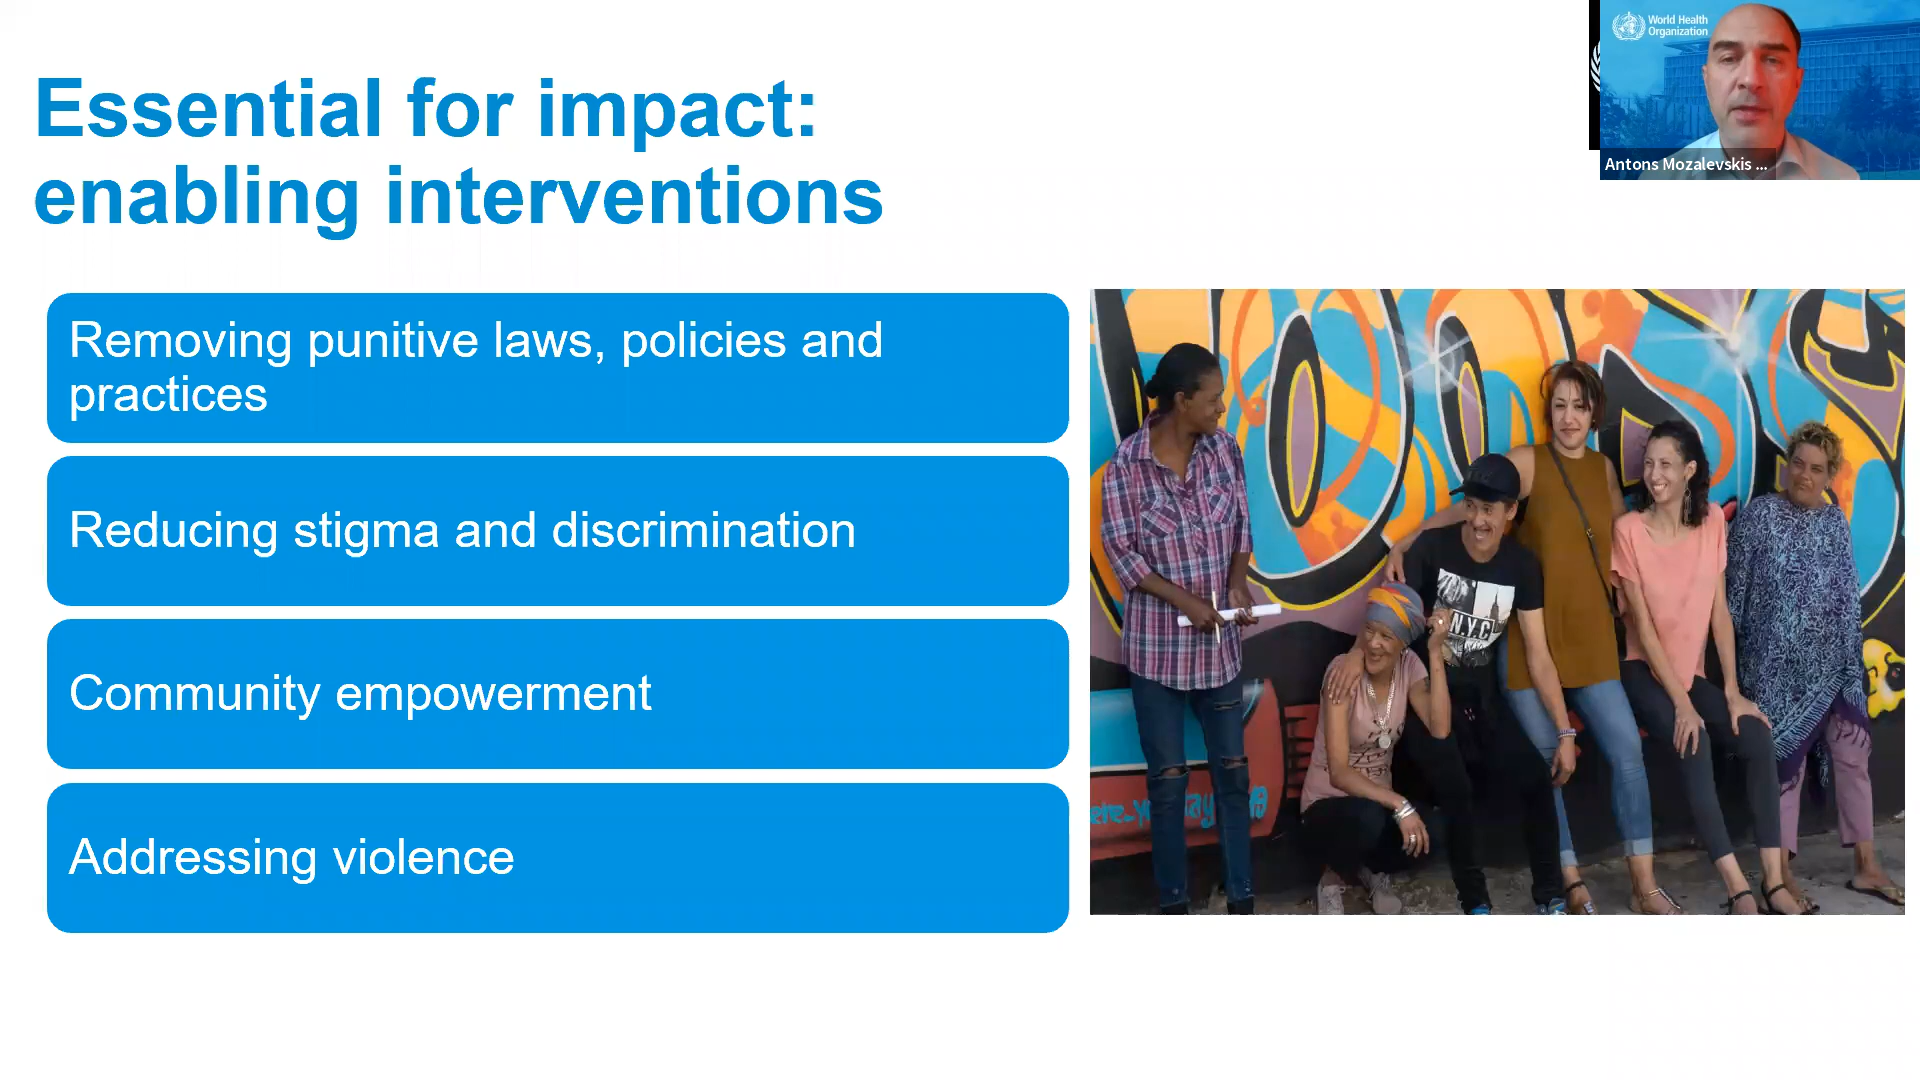 Essential for impact:
enabling interventions
World Health
Organization
Antons Mozalevskis ...
Removing punitive laws, policies and
practices
Reducing stigma and discrimination
Community empowerment
Addressing violence
N.Y.C